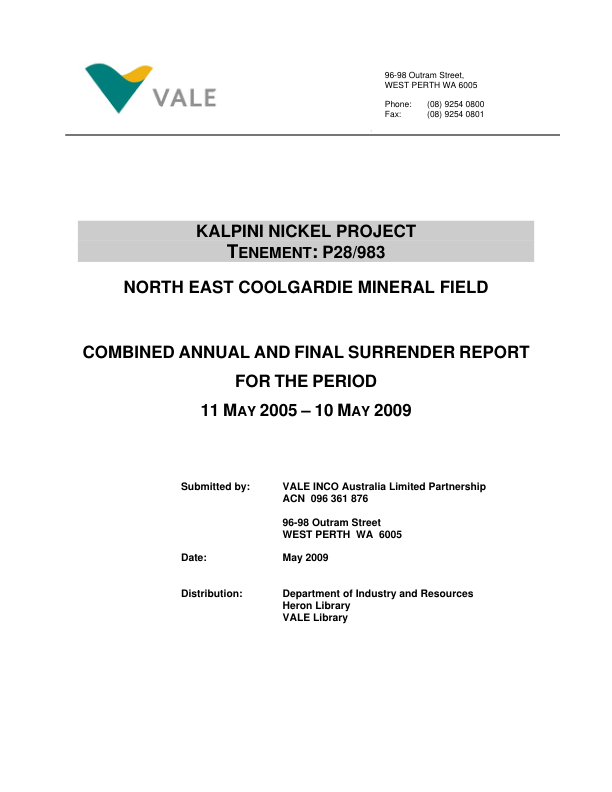 VALE
96-98 Outram Street,
WEST PERTH WA 6005
Phone: (08) 9254 0800
Fax: (08) 9254 0801
KALPINI NICKEL PROJECT
TENEMENT: P28/983
NORTH EAST COOLGARDIE MINERAL FIELD
COMBINED ANNUAL AND FINAL SURRENDER REPORT
FOR THE PERIOD
11 MAY 2005 – 10 MAY 2009
Submitted by: VALE INCO Australia Limited Partnership
ACN 096 361 876
96-98 Outram Street
WEST PERTH WA 6005
Date: May 2009
Distribution: Department of Industry and Resources
Heron Library
VALE Library